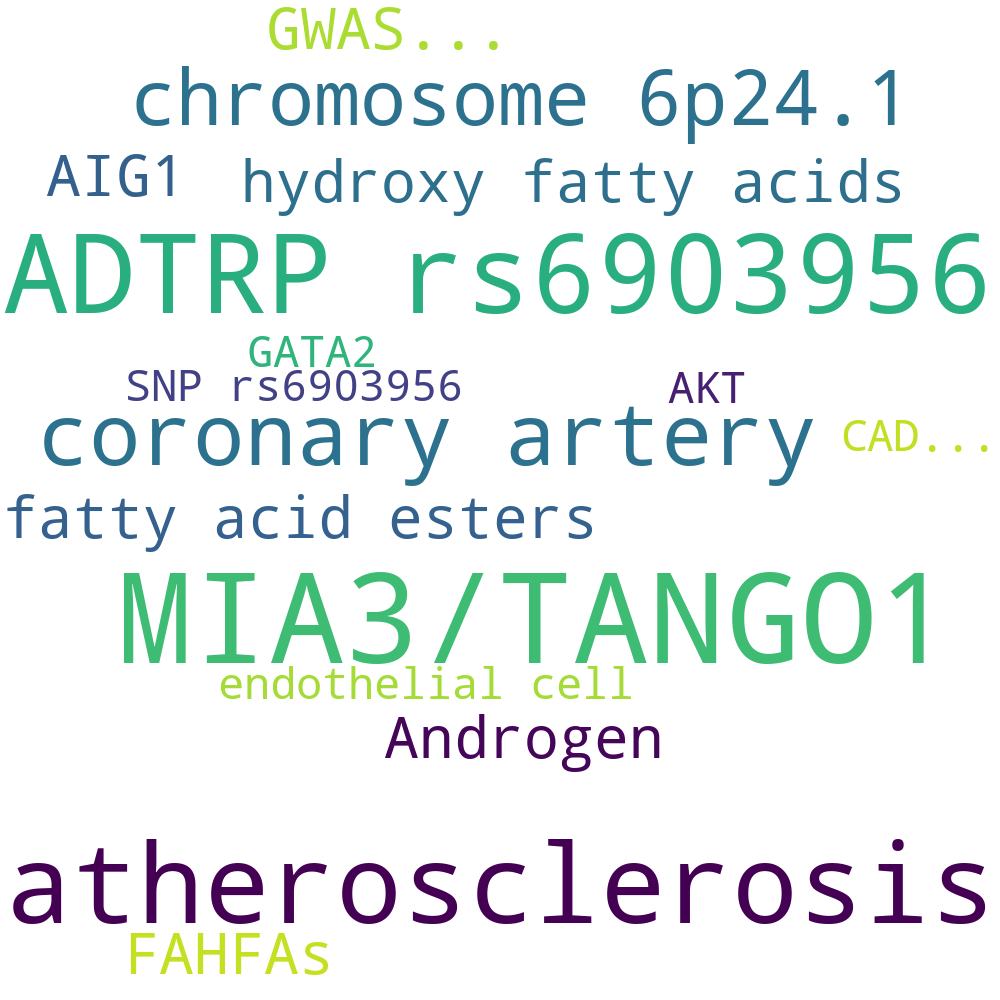 GWAS...
chromosome 6p24.1
AIG1
hydroxy fatty acids
ADTRP rs6903956
GATA2
SNP rs6903956
AKT
coronary artery
CAD...
fatty acid esters
MIA3/TANGO1
endothelial cell
Androgen
atherosclerosis
FAHFAs